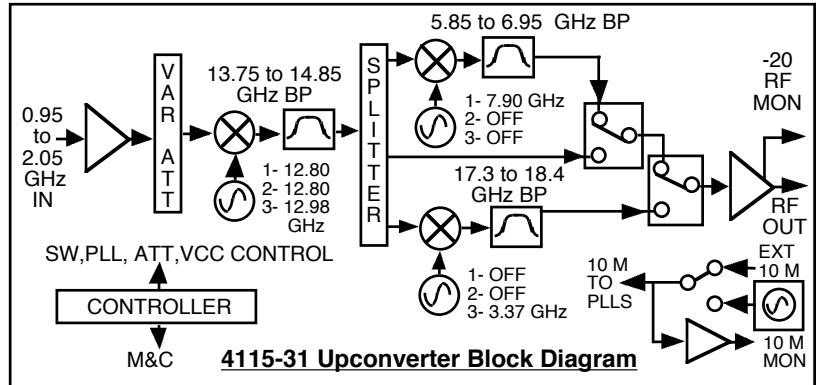 5.85 to 6.95 GHz BP
-20
RF
MON
VAR ATT
13.75 to 14.85
GHz BP
SPLITTER
0.95
to
2.05
GHz
IN
1- 7.90 GHz
2- OFF
3- OFF
1- 12.80
2- 12.80
3- 12.98
GHz
17.3 to 18.4
GHz BP
RF
OUT
SW,PLL, ATT,VCC CONTROL
1- OFF
2- OFF
3- 3.37 GHz
10 M
TO
PLLS
EXT
10 M
CONTROLLER
M&C
4115-31 Upconverter Block Diagram
10 M
MON